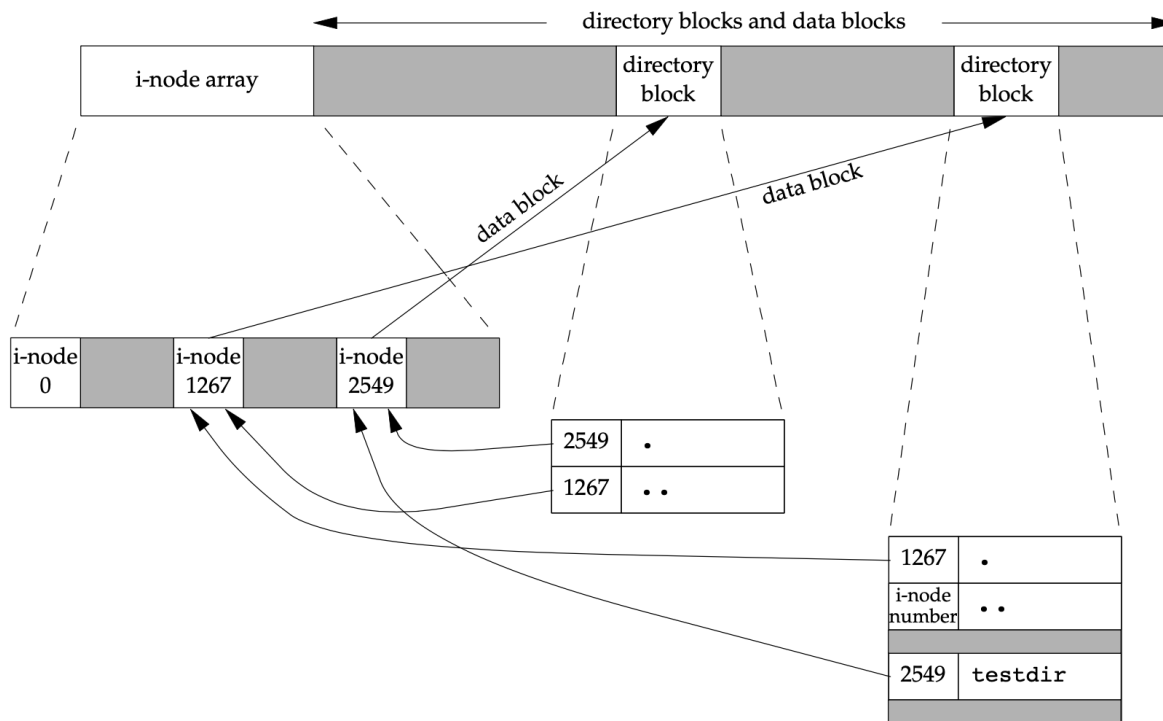 directory blocks and data blocks
i-node array
directory
block
directory
block
data block
data block
i-node
0
i-node
1267
i-node
2549
2549 .
1267 ..
1267 .
i-node
number ..
2549 testdir